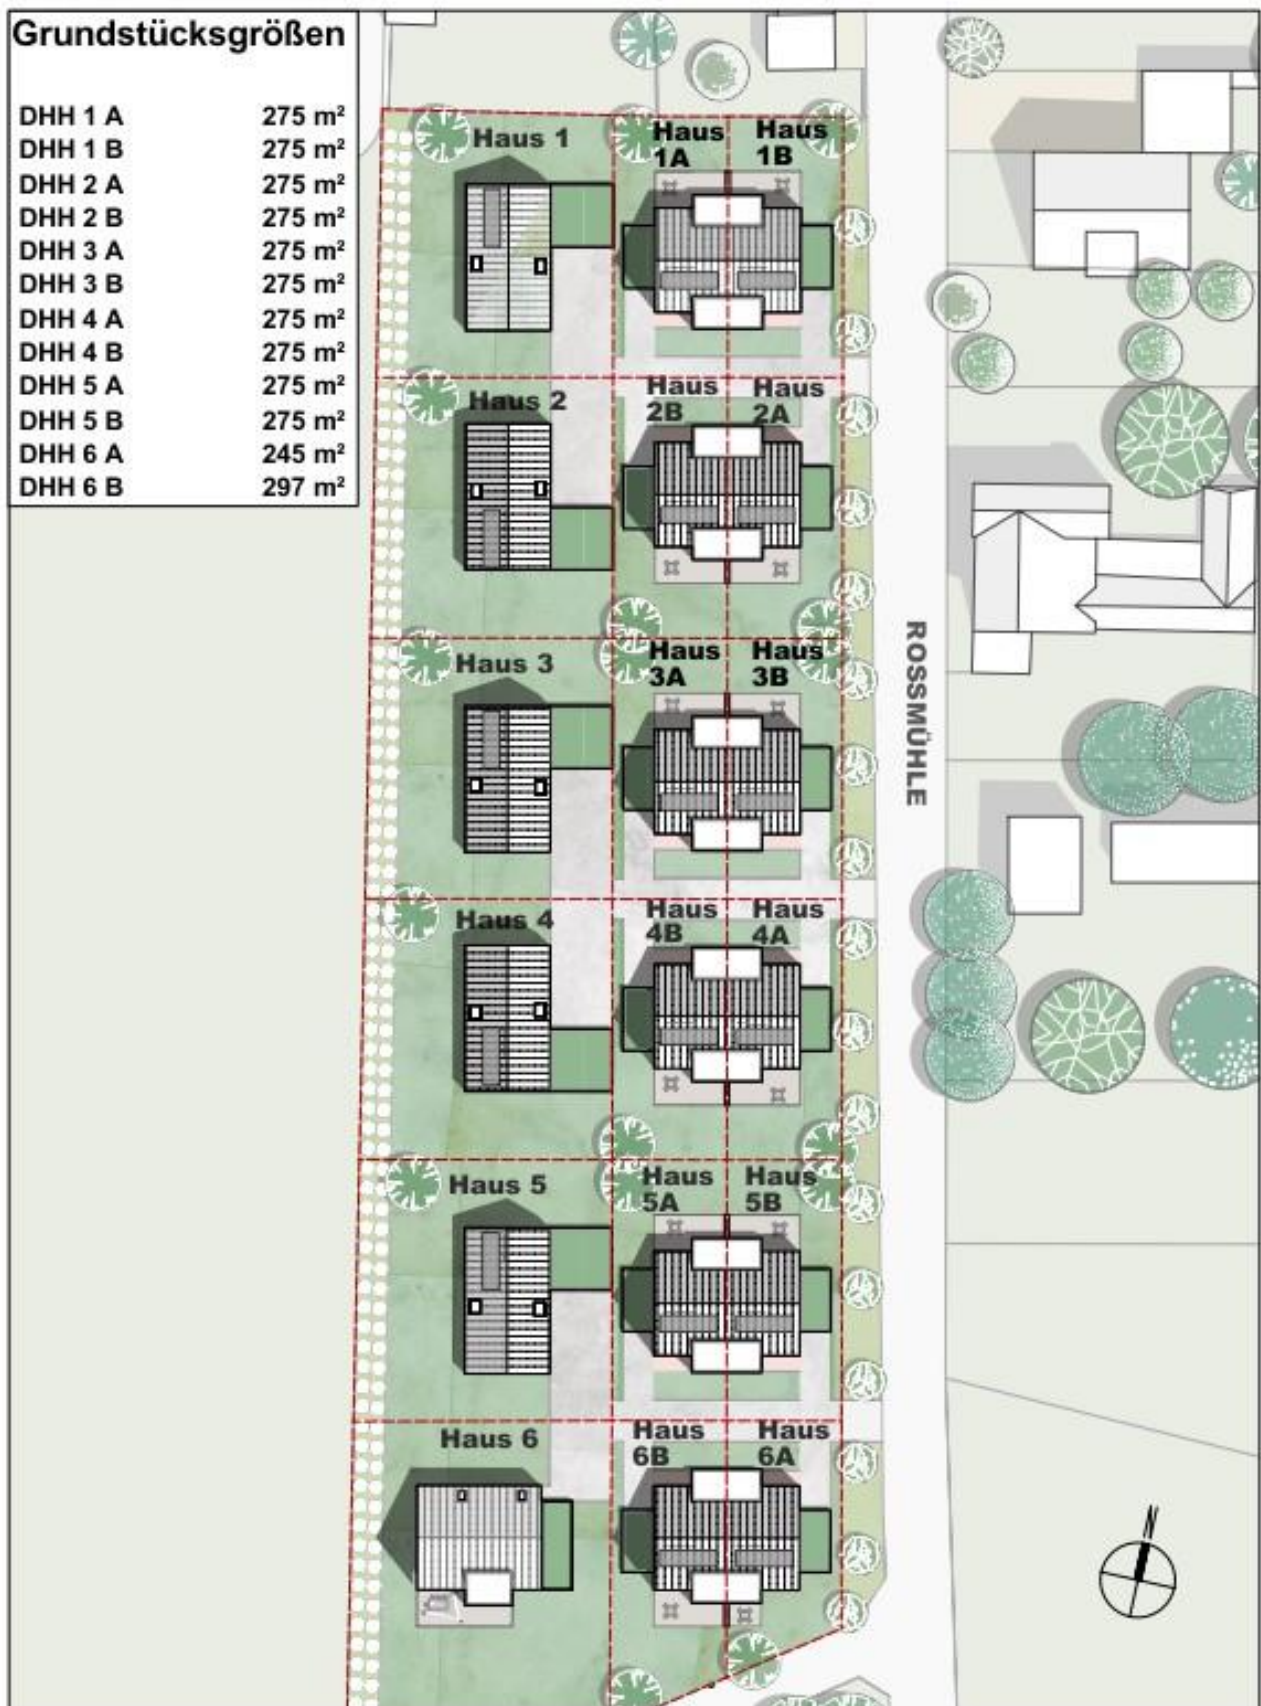 Grundstücksgrößen
DHH 1 A 275 m²
DHH 1 B 275 m²
DHH 2 A 275 m²
DHH 2 B 275 m²
DHH 3 A 275 m²
DHH 3 B 275 m²
DHH 4 A 275 m²
DHH 4 B 275 m²
DHH 5 A 275 m²
DHH 5 B 275 m²
DHH 6 A 245 m²
DHH 6 B 297 m²
Haus 1
Haus
1A
Haus
1B
Haus 2
Haus
2B
Haus
2A
Haus 3
Haus
3A
Haus
3B
ROSSMÜHLE
Haus 4
Haus
4B
Haus
4A
Haus 5
Haus
5A
Haus
5B
Haus 6
Haus
6B
Haus
6A
N